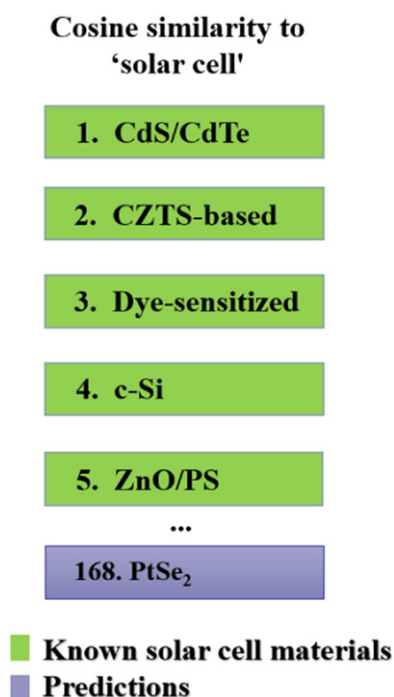 Cosine similarity to
‘solar cell'
1. CdS/CdTe
2. CZTS-based
3. Dye-sensitized
4. c-Si
5. ZnO/PS
...
168. PtSe₂
Known solar cell materials
Predictions